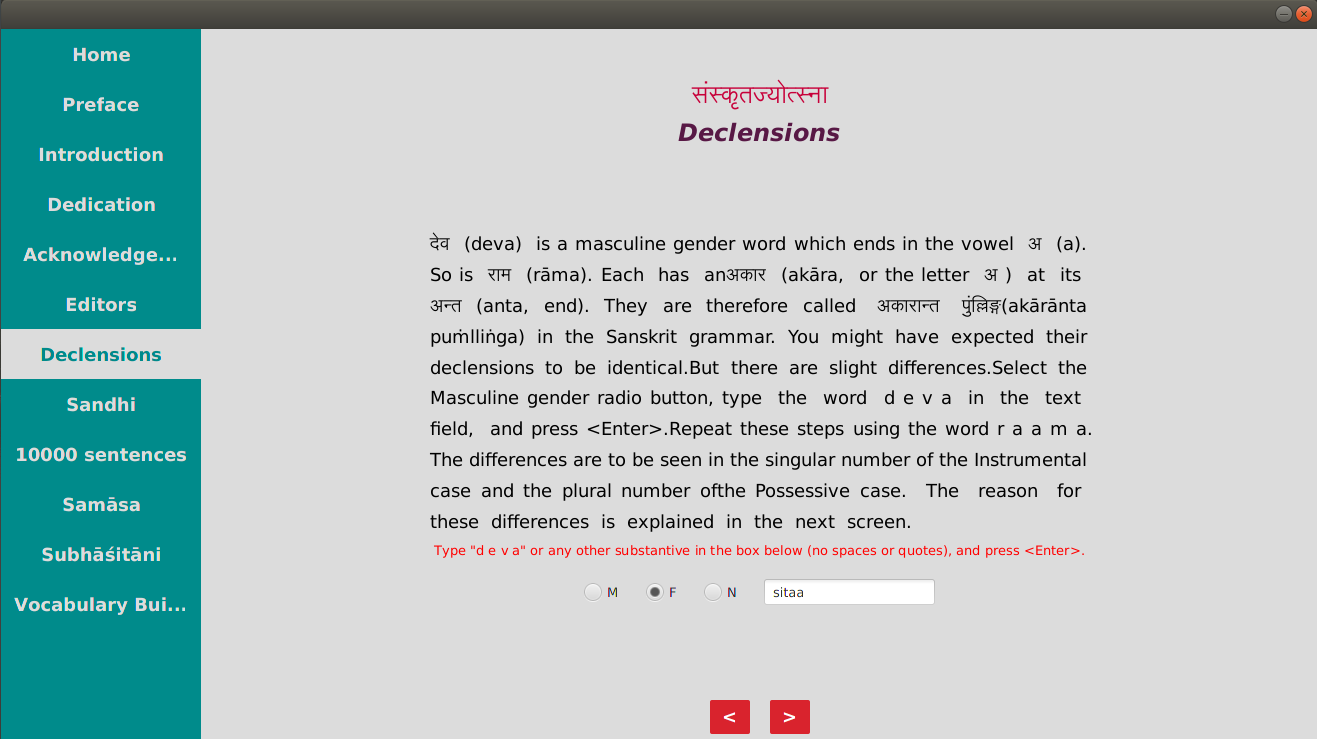 Home
Preface
Introduction
Dedication
Acknowledge...
Editors
Declensions
Sandhi
10000 sentences
Samāsa
Subhāśitāni
Vocabulary Bui...
संस्कृतज्योत्स्ना
Declensions
देव (deva) is a masculine gender word which ends in the vowel अ (a).
So is राम (rāma). Each has anअकार (akāra, or the letter अ ) at its
अन्त (anta, end). They are therefore called अकारान्त पुंल्लिङ्ग(akārānta
puṁlliṅga) in the Sanskrit grammar. You might have expected their
declensions to be identical.But there are slight differences.Select the
Masculine gender radio button, type the word d e v a in the text
field, and press <Enter>.Repeat these steps using the word r a a m a.
The differences are to be seen in the singular number of the Instrumental
case and the plural number ofthe Possessive case. The reason for
these differences is explained in the next screen.
Type "d e v a" or any other substantive in the box below (no spaces or quotes), and press <Enter>.
M F N sitaa
< >